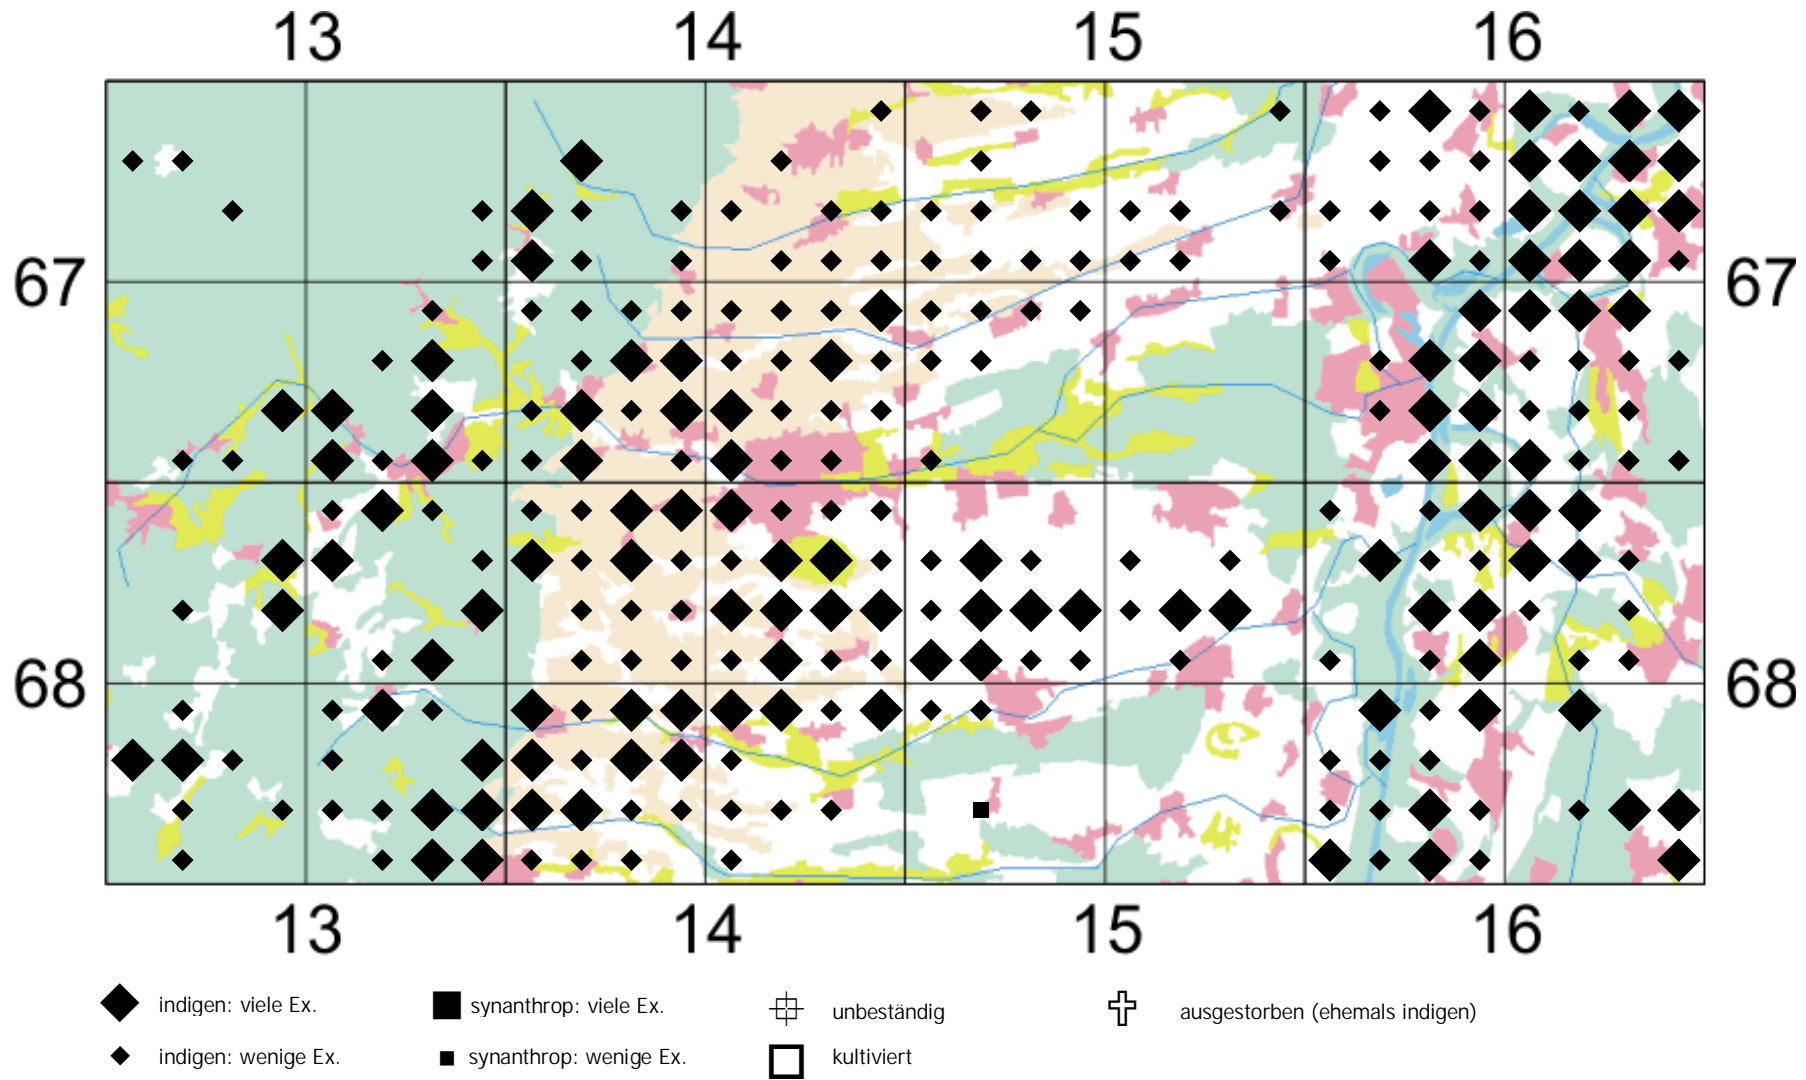 13 14 15 16
67 67
68 68
13 14 15 16
indigen: viele Ex. synanthrop: viele Ex. unbeständig ausgestorben (ehemals indigen)
indigen: wenige Ex. synanthrop: wenige Ex. kultiviert